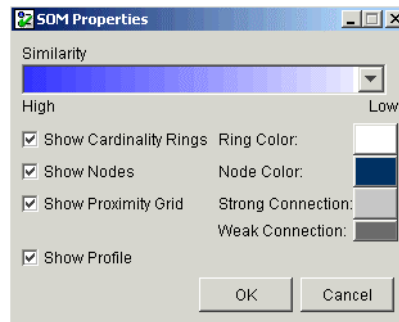 SOM Properties
Similarity
High Low
Show Cardinality Rings Ring Color:
Show Nodes Node Color:
Show Proximity Grid Strong Connection:
Weak Connection:
Show Profile
OK Cancel